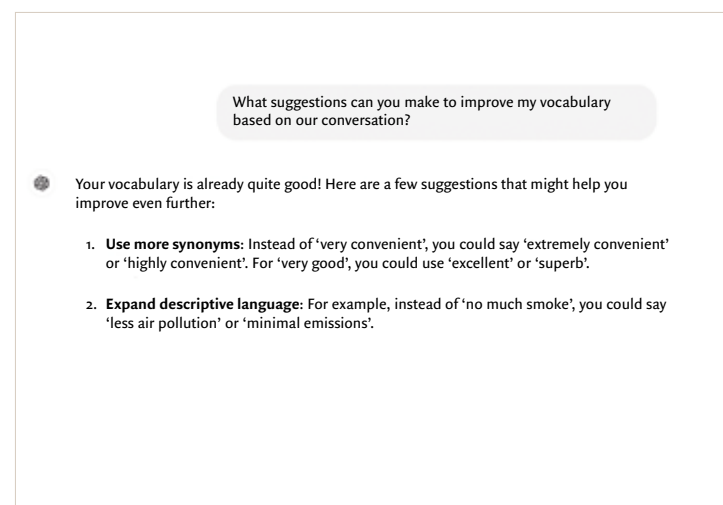 What suggestions can you make to improve my vocabulary
based on our conversation?
Your vocabulary is already quite good! Here are a few suggestions that might help you
improve even further:
1. Use more synonyms: Instead of ‘very convenient’, you could say ‘extremely convenient’
or ‘highly convenient’. For ‘very good’, you could use ‘excellent’ or ‘superb’.
2. Expand descriptive language: For example, instead of ‘no much smoke’, you could say
‘less air pollution’ or ‘minimal emissions’.